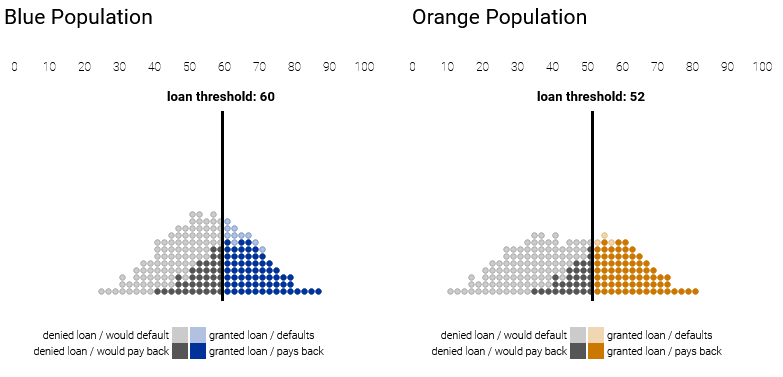 Blue Population
Orange Population
0 10 20 30 40 50 60 70 80 90 100
0 10 20 30 40 50 60 70 80 90 100
loan threshold: 60
loan threshold: 52
denied loan / would default
granted loan / defaults
denied loan / would pay back
granted loan / pays back
denied loan / would default
granted loan / defaults
denied loan / would pay back
granted loan / pays back